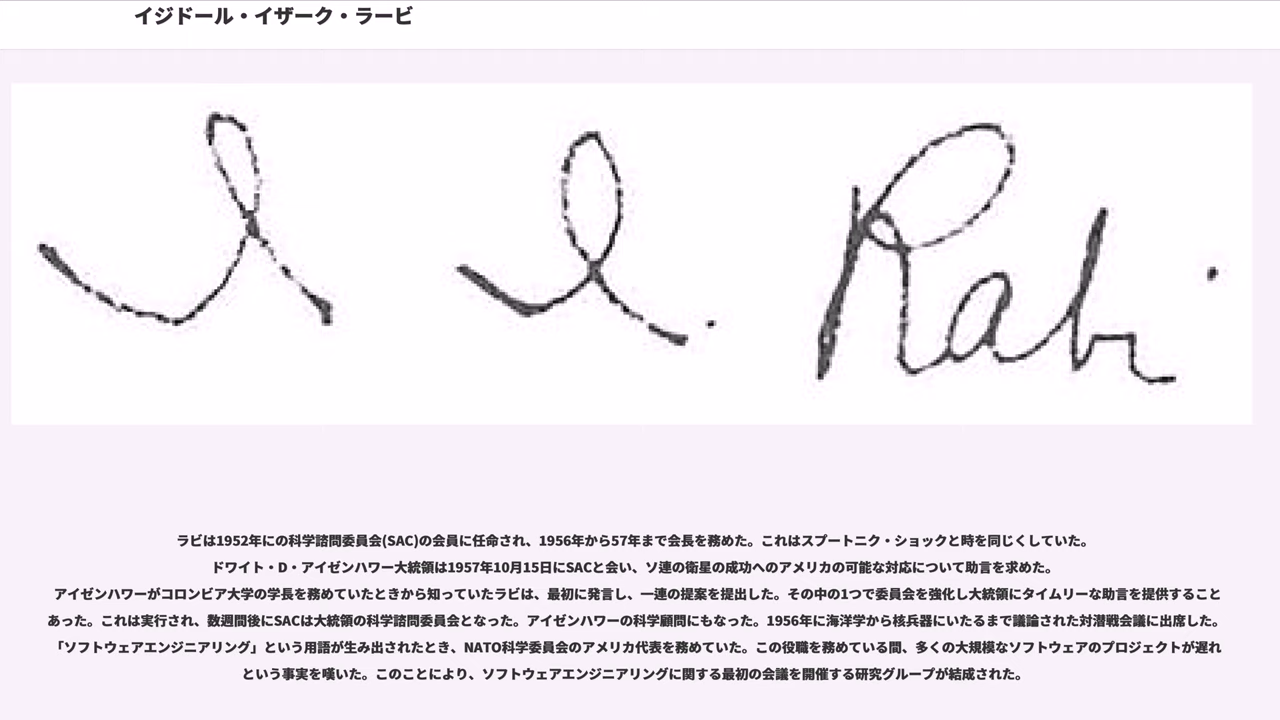 イジドール・イザーク・ラービ
I I. Rabi.
ラビは1952年にの科学諮問委員会(SAC)の会員に任命され、1956年から57年まで会長を務めた。これはスプートニク・ショックと時を同じくしていた。
ドワイト・D・アイゼンハワー大統領は1957年10月15日にSACと会い、ソ連の衛星の成功へのアメリカの可能な対応について助言を求めた。
アイゼンハワーがコロンビア大学の学長を務めていたときから知っていたラビは、最初に発言し、一連の提案を提出した。その中の1つで委員会を強化し大統領にタイムリーな助言を提供すること
あった。これは実行され、数週間後にSACは大統領の科学諮問委員会となった。アイゼンハワーの科学顧問にもなった。1956年に海洋学から核兵器にいたるまで議論された対潜戦会議に出席した。
「ソフトウェアエンジニアリング」という用語が生み出されたとき、NATO科学委員会のアメリカ代表を務めていた。この役職を務めている間、多くの大規模なソフトウェアのプロジェクトが遅れ
という事実を嘆いた。このことにより、ソフトウェアエンジニアリングに関する最初の会議を開催する研究グループが結成された。